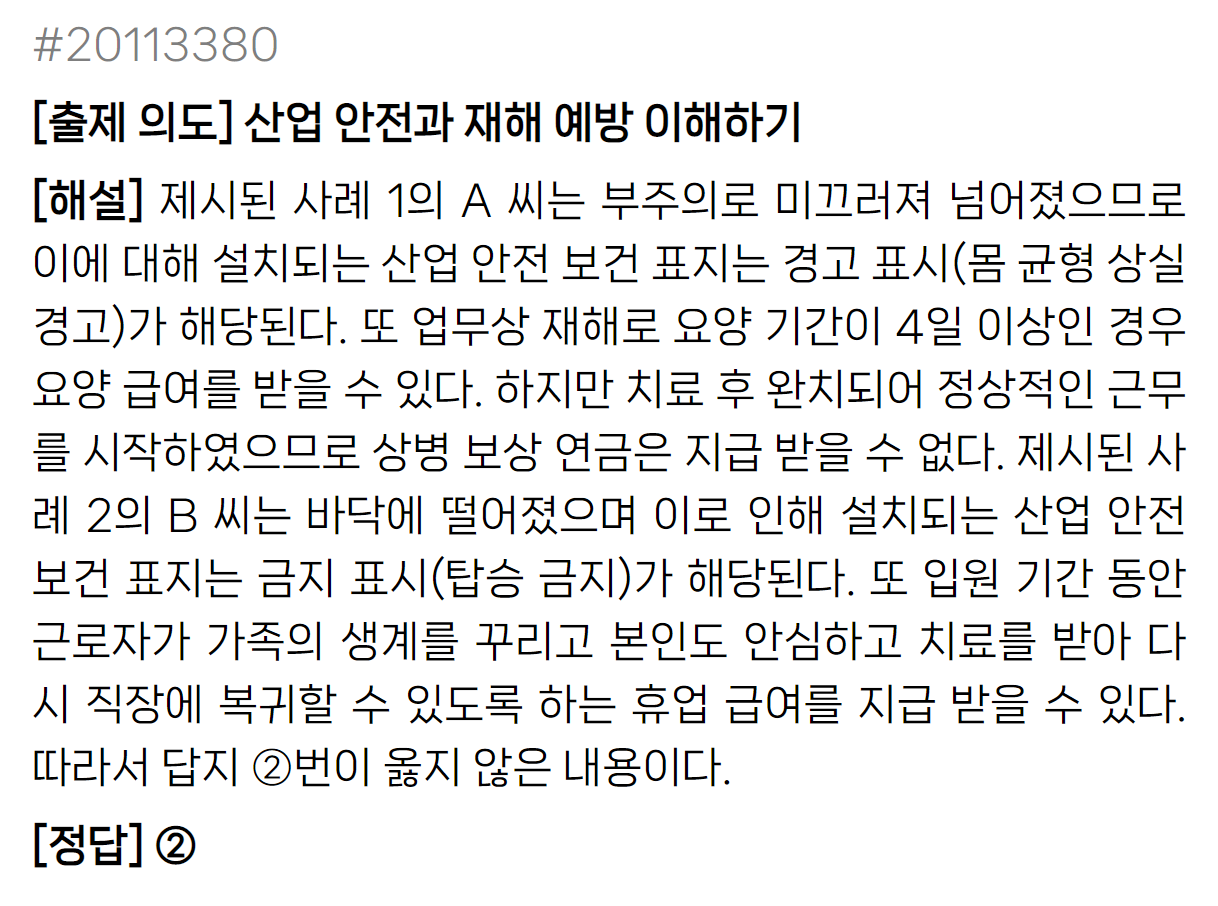 #20113380
[출제 의도] 산업 안전과 재해 예방 이해하기
[해설] 제시된 사례 1의 A 씨는 부주의로 미끄러져 넘어졌으므로
이에 대해 설치되는 산업 안전 보건 표지는 경고 표시(몸 균형 상실
경고)가 해당된다. 또 업무상 재해로 요양 기간이 4일 이상인 경우
요양 급여를 받을 수 있다. 하지만 치료 후 완치되어 정상적인 근무
를 시작하였으므로 상병 보상 연금은 지급 받을 수 없다. 제시된 사
례 2의 B 씨는 바닥에 떨어졌으며 이로 인해 설치되는 산업 안전
보건 표지는 금지 표시(탑승 금지)가 해당된다. 또 입원 기간 동안
근로자가 가족의 생계를 꾸리고 본인도 안심하고 치료를 받아 다
시 직장에 복귀할 수 있도록 하는 휴업 급여를 지급 받을 수 있다.
따라서 답지 ②번이 옳지 않은 내용이다.
[정답] ②